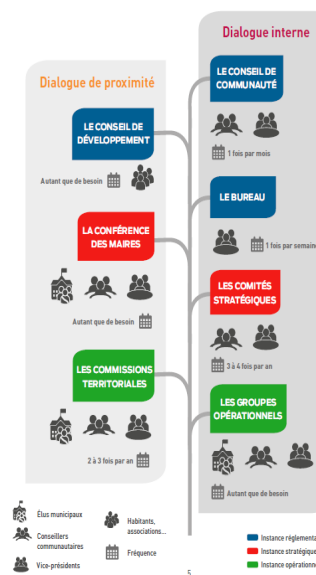 Dialogue interne
Dialogue de proximité
LE CONSEIL DE
COMMUNAUTÉ
1 fois par mois
LE CONSEIL DE
DÉVELOPPEMENT
Autant que de besoin
LE BUREAU
1 fois par semaine
LA CONFÉRENCE
DES MAIRES
Autant que de besoin
LES COMITÉS
STRATÉGIQUES
3 à 4 fois par an
LES COMMISSIONS
TERRITORIALES
2 à 3 fois par an
LES GROUPES
OPÉRATIONNELS
Autant que de besoin
Élus municipaux
Conseillers
communautaires
Vice-présidents
Habitants,
associations...
Fréquence
Instance réglementa
Instance stratégique
Instance opérationne
5